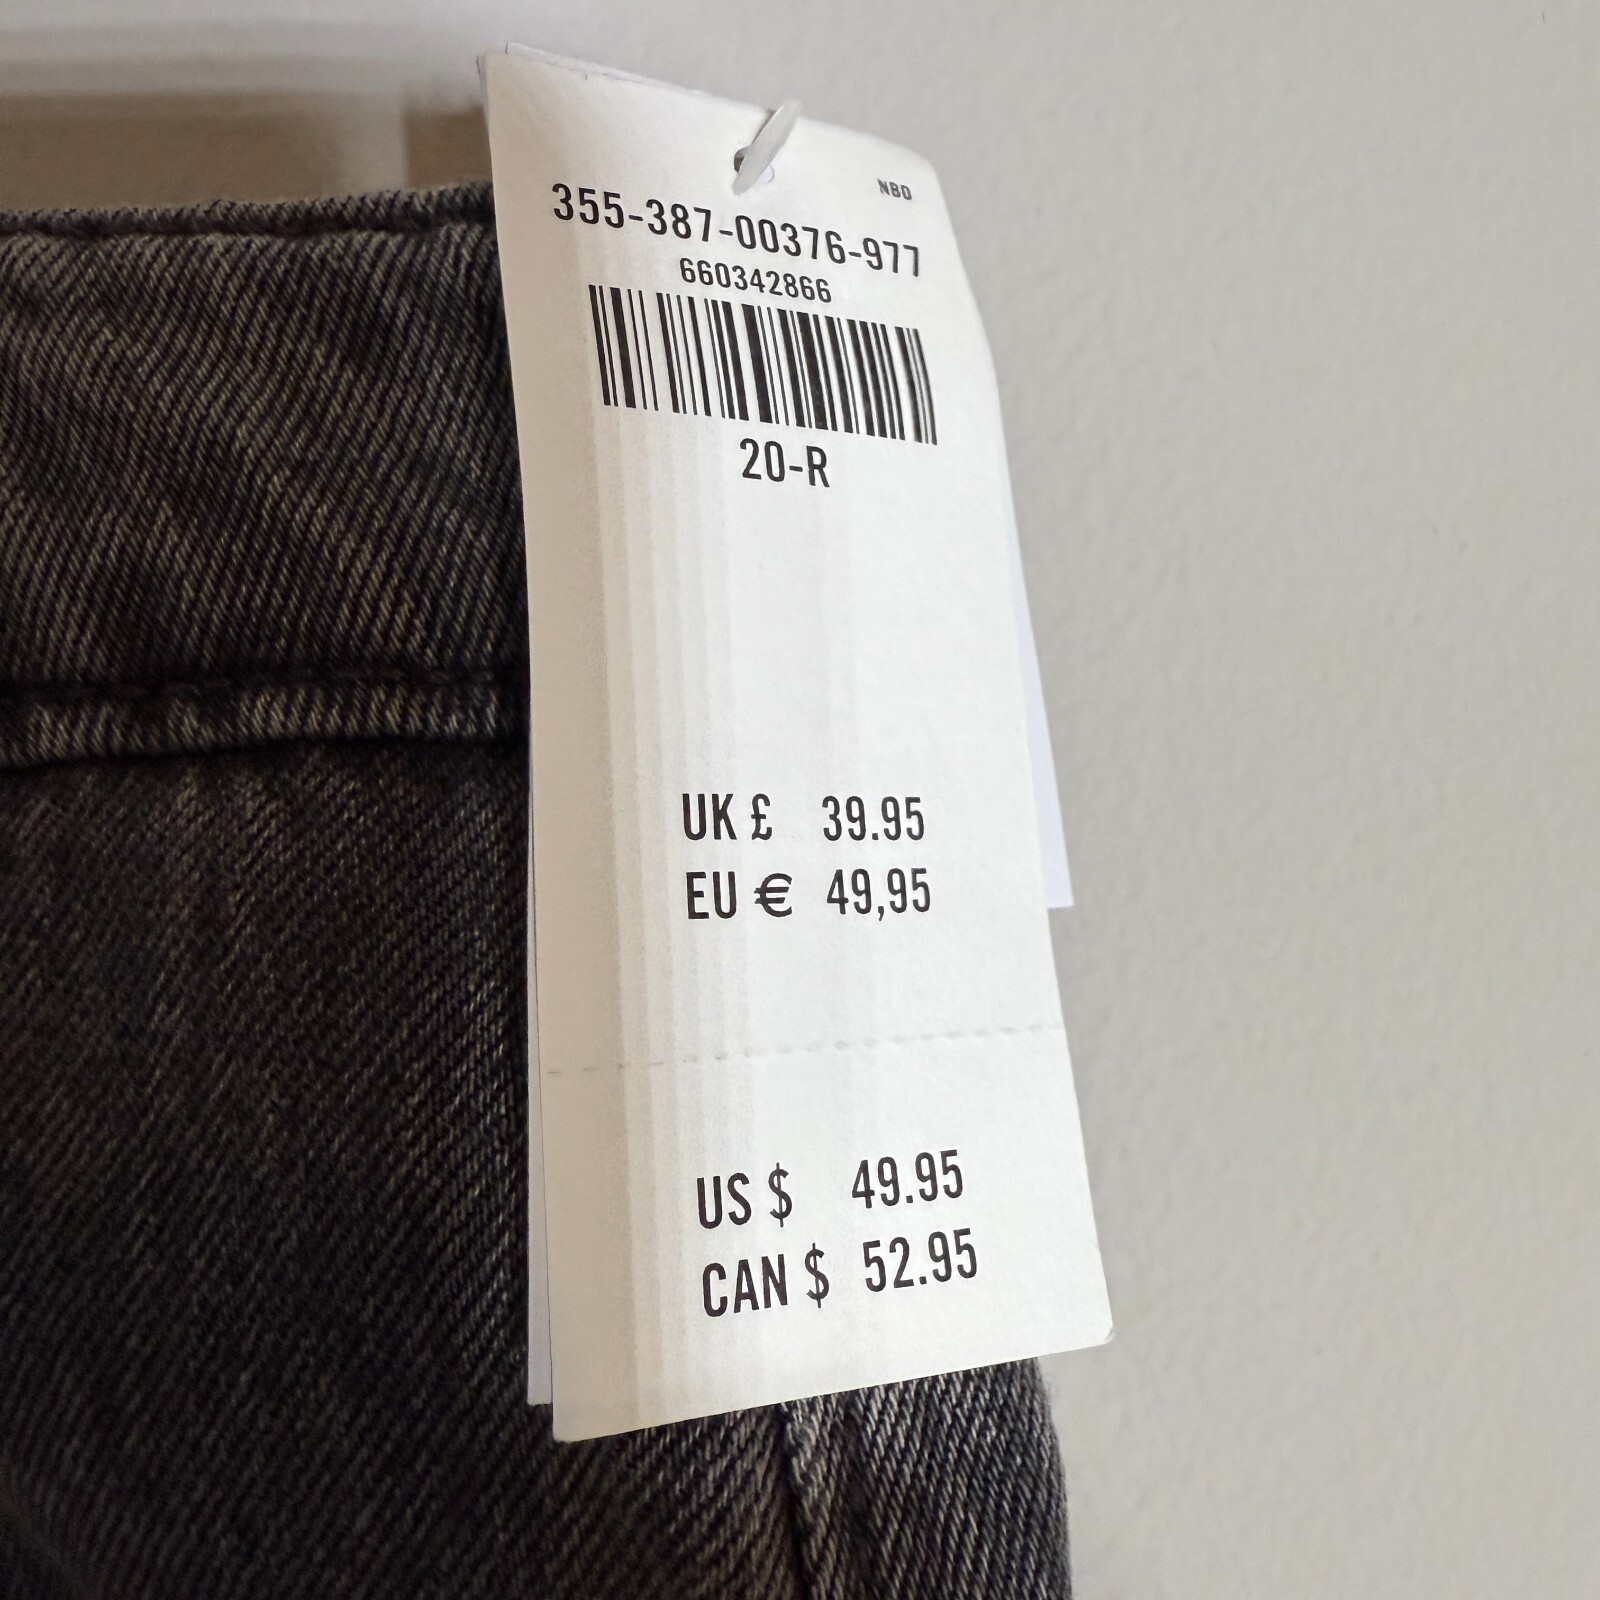 NBD
355-387-00376-977
660342866
20-R
UK £ 39.95
EU € 49,95
US $ 49.95
CAN $ 52.95